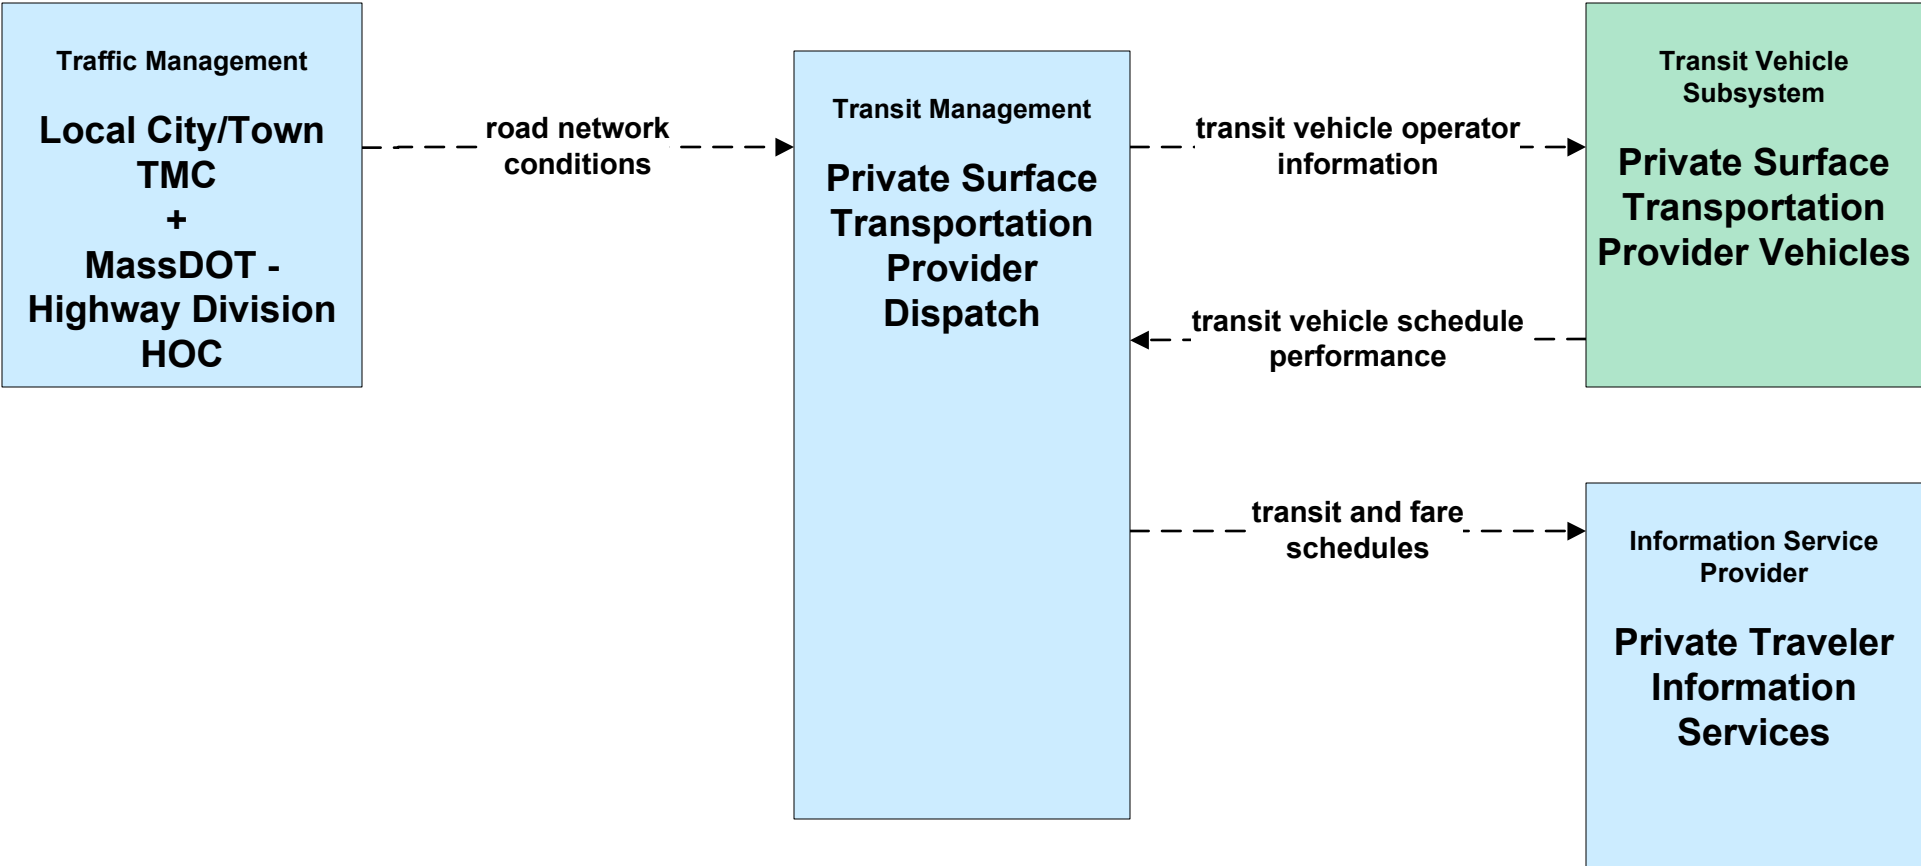 Traffic Management
Local City/Town
TMC
+
MassDOT -
Highway Division
HOC
road network
conditions
Transit Management
Private Surface
Transportation
Provider
Dispatch
transit vehicle operator
information
transit vehicle schedule
performance
transit and fare
schedules
Transit Vehicle
Subsystem
Private Surface
Transportation
Provider Vehicles
Information Service
Provider
Private Traveler
Information
Services